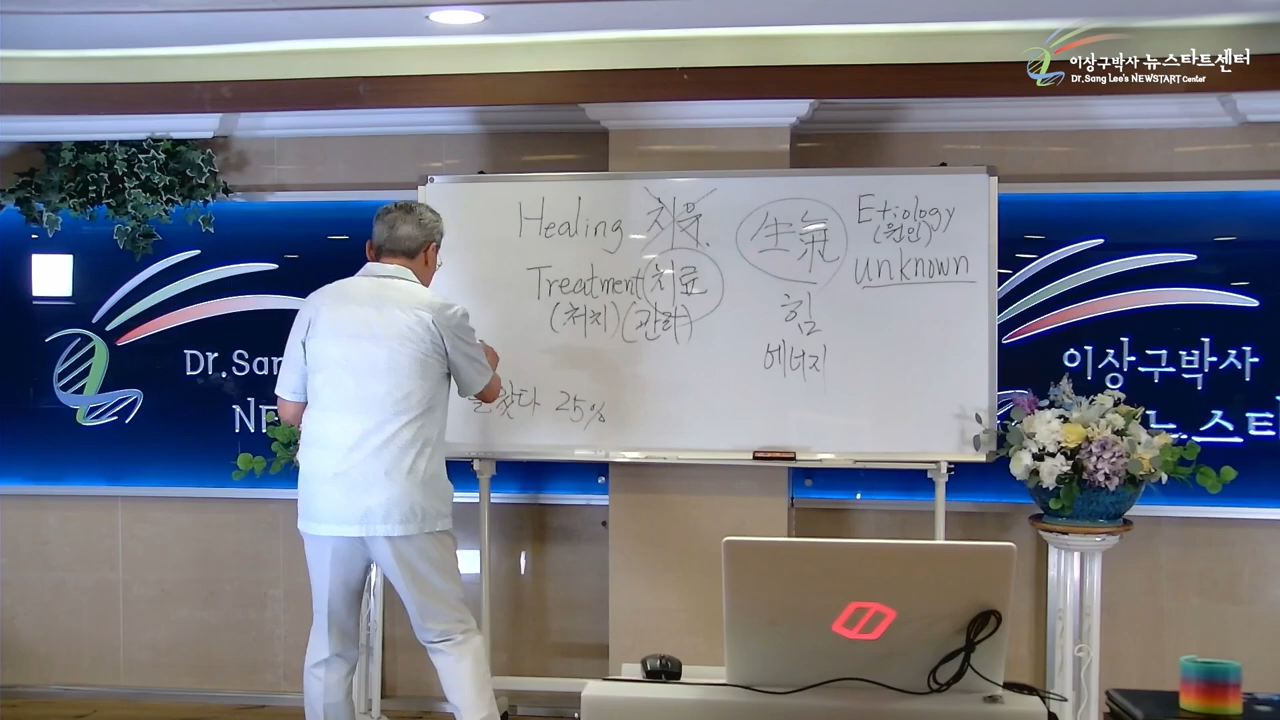 이상구박사 뉴스타트센터
Dr. Sang Lee's NEWSTART Center
Healing 치유.
Treatment (치료)
(처치) (관리)
찾다 25%
生氣
힘
에너지
Etiology
(원인)
unknown
Dr.San
이상구박사
뉴스타